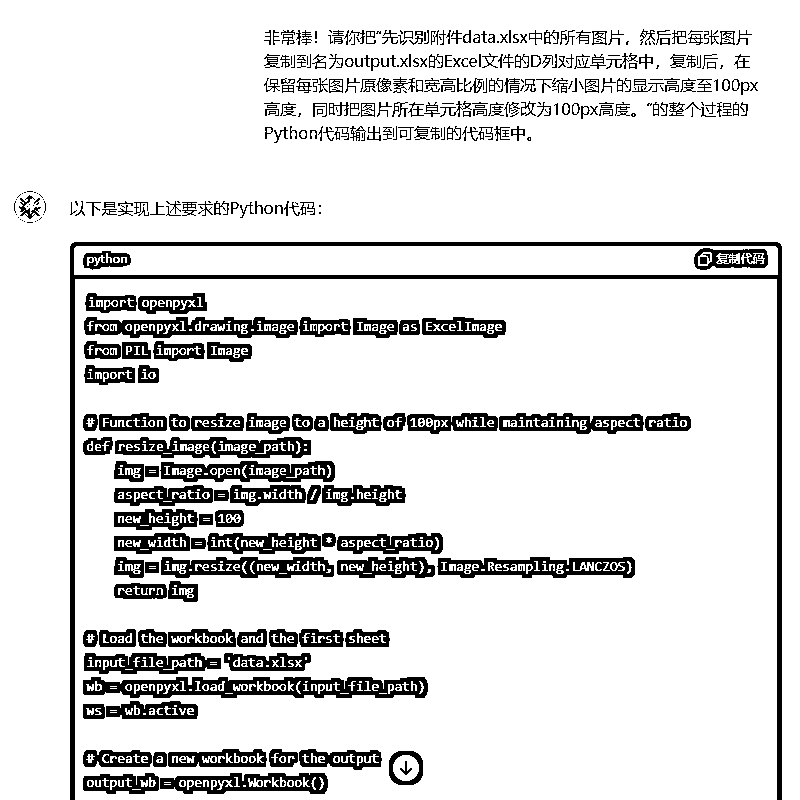 非常棒！请你把“先识别附件data.xlsx中的所有图片，然后把每张图片
复制到名为output.xlsx的Excel文件的D列对应单元格中，复制后，在
保留每张图片原像素和宽高比例的情况下缩小图片的显示高度至100px
高度，同时把图片所在单元格高度修改为100px高度。”的整个过程的
Python代码输出到可复制的代码框中。
以下是实现上述要求的Python代码：
python
复制代码
import openpyxl
from openpyxl.drawing.image import Image as ExcelImage
from PIL import Image
import io
# Function to resize image to a height of 100px while maintaining aspect ratio
def resize_image(image_path):
    img = Image.open(image_path)
    aspect_ratio = img.width / img.height
    new_height = 100
    new_width = int(new_height * aspect_ratio)
    img = img.resize((new_width, new_height), Image.Resampling.LANCZOS)
    return img
# Load the workbook and the first sheet
input_file_path = 'data.xlsx'
wb = openpyxl.load_workbook(input_file_path)
ws = wb.active
# Create a new workbook for the output
output_wb = openpyxl.Workbook()